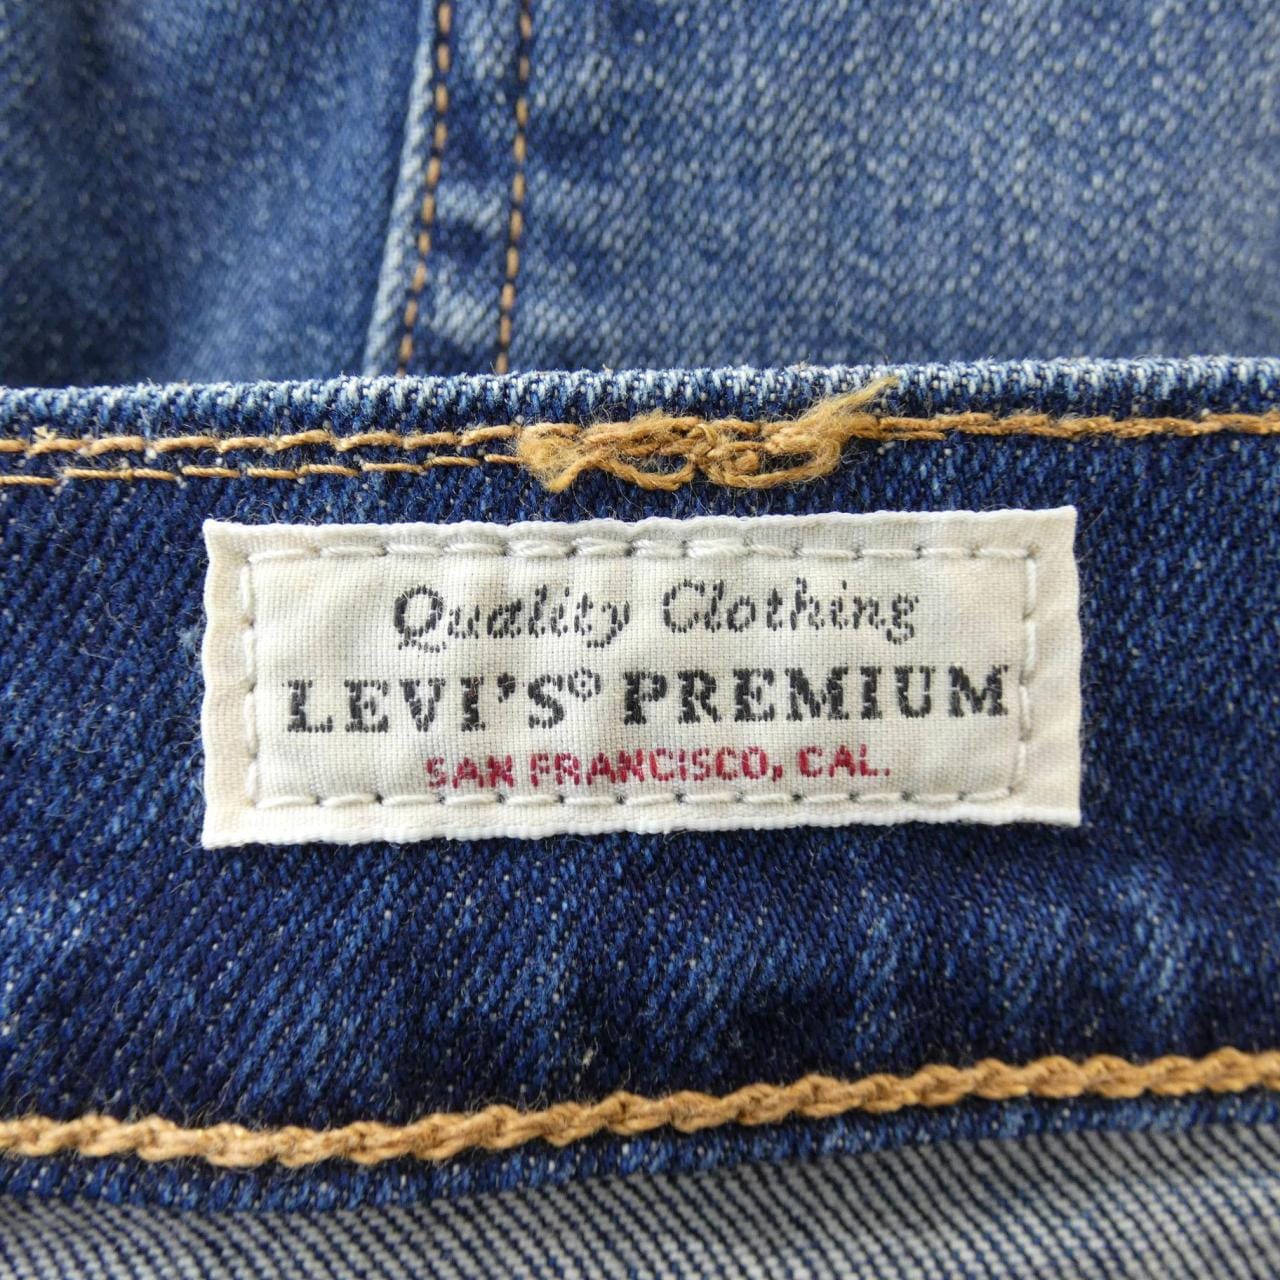 Quality Clothing
LEVI'S® PREMIUM
SAN FRANCISCO, CAL.